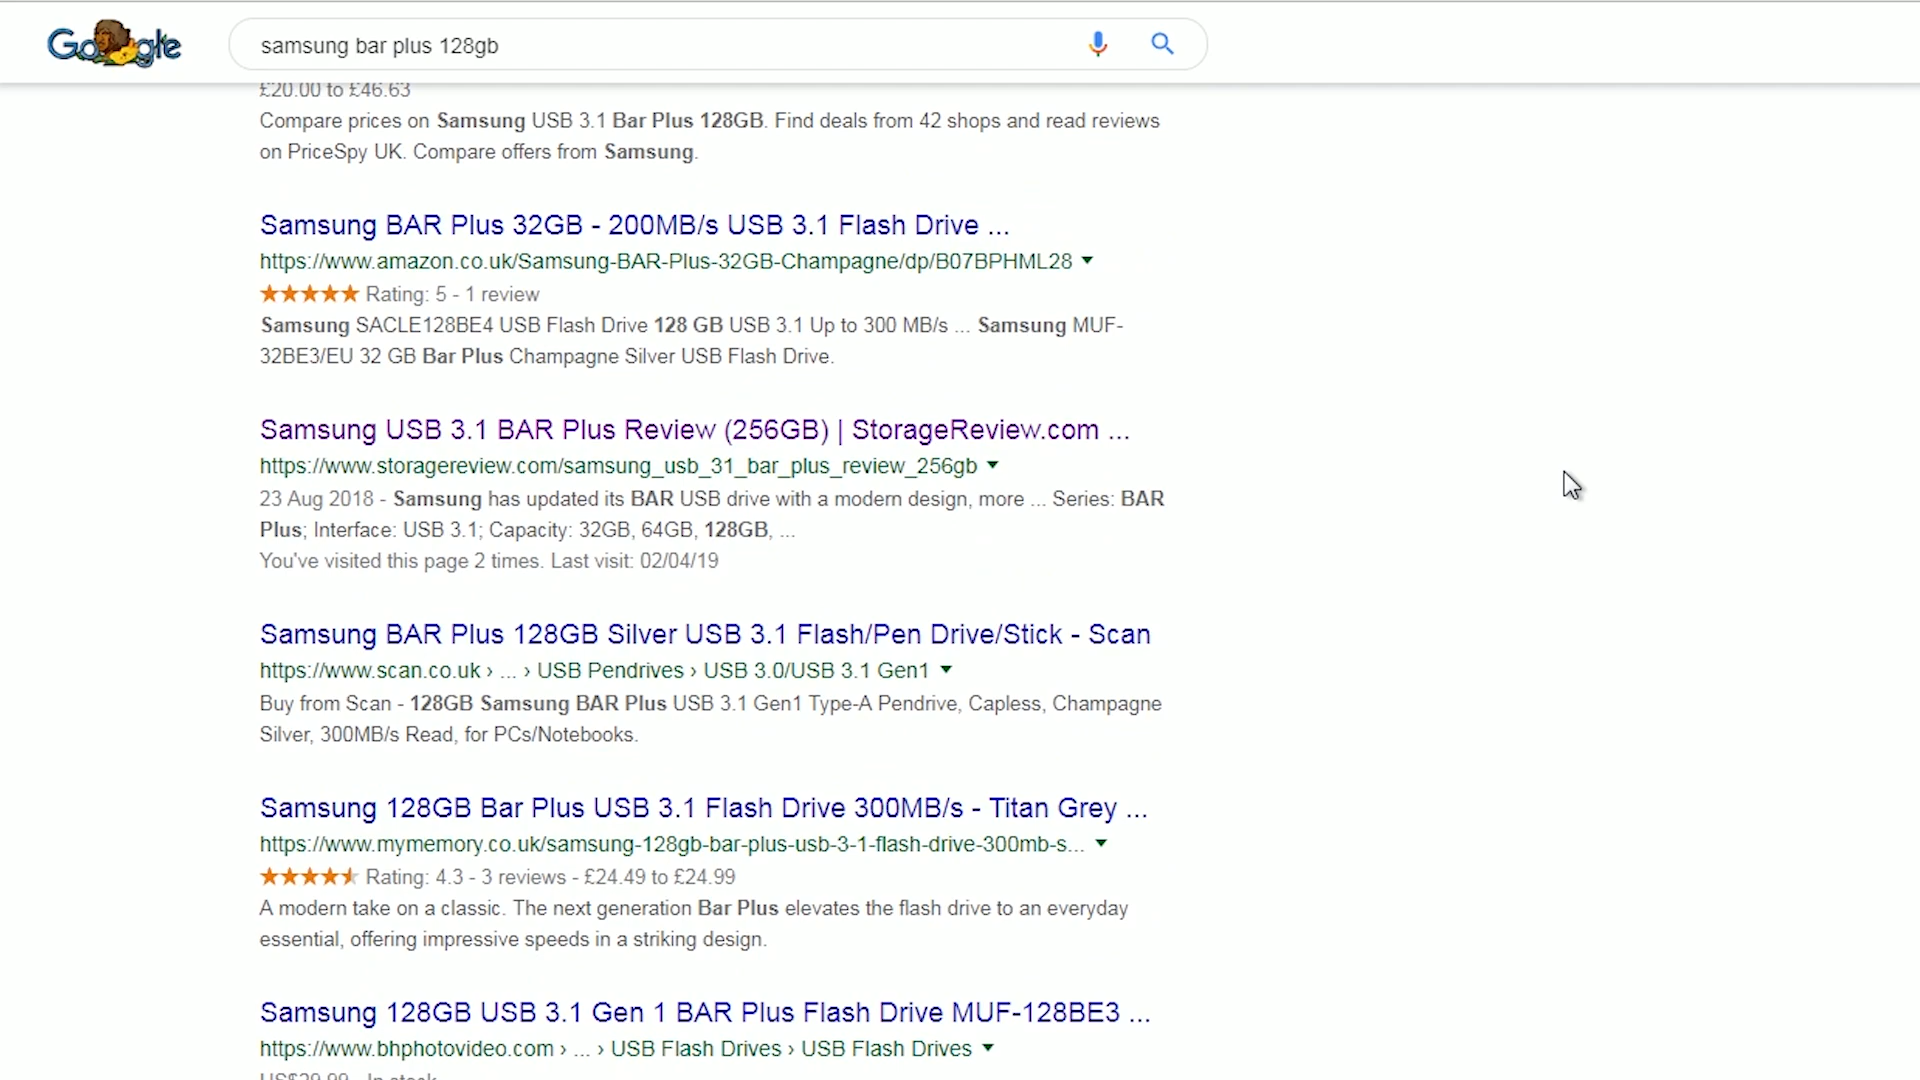 Google
samsung bar plus 128gb
£20.00 to £46.63
Compare prices on Samsung USB 3.1 Bar Plus 128GB. Find deals from 42 shops and read reviews
on PriceSpy UK. Compare offers from Samsung.
Samsung BAR Plus 32GB - 200MB/s USB 3.1 Flash Drive ...
https://www.amazon.co.uk/Samsung-BAR-Plus-32GB-Champagne/dp/B07BPHML28
Rating: 5 - 1 review
Samsung SACLE128BE4 USB Flash Drive 128 GB USB 3.1 Up to 300 MB/s ... Samsung MUF-
32BE3/EU 32 GB Bar Plus Champagne Silver USB Flash Drive.
Samsung USB 3.1 BAR Plus Review (256GB) | StorageReview.com ...
https://www.storagereview.com/samsung_usb_31_bar_plus_review_256gb
23 Aug 2018 - Samsung has updated its BAR USB drive with a modern design, more ... Series: BAR
Plus; Interface: USB 3.1; Capacity: 32GB, 64GB, 128GB, ...
You've visited this page 2 times. Last visit: 02/04/19
Samsung BAR Plus 128GB Silver USB 3.1 Flash/Pen Drive/Stick - Scan
https://www.scan.co.uk › ... › USB Pendrives › USB 3.0/USB 3.1 Gen1
Buy from Scan - 128GB Samsung BAR Plus USB 3.1 Gen1 Type-A Pendrive, Capless, Champagne
Silver, 300MB/s Read, for PCs/Notebooks.
Samsung 128GB Bar Plus USB 3.1 Flash Drive 300MB/s - Titan Grey ...
https://www.mymemory.co.uk/samsung-128gb-bar-plus-usb-3-1-flash-drive-300mb-s...
Rating: 4.3 - 3 reviews - £24.49 to £24.99
A modern take on a classic. The next generation Bar Plus elevates the flash drive to an everyday
essential, offering impressive speeds in a striking design.
Samsung 128GB USB 3.1 Gen 1 BAR Plus Flash Drive MUF-128BE3 ...
https://www.bhphotovideo.com › ... › USB Flash Drives › USB Flash Drives
US$29.99 - In stock